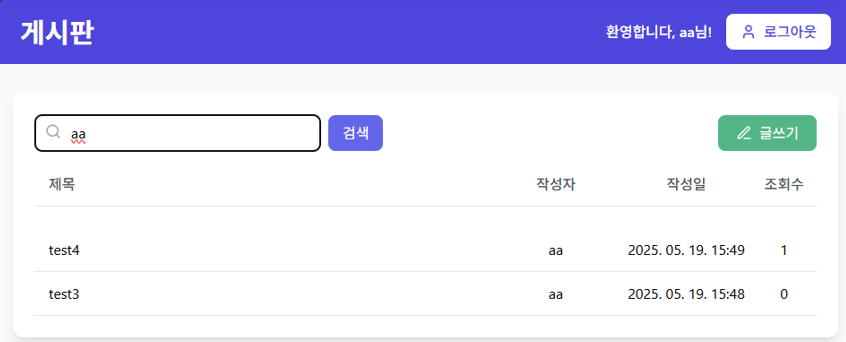 게시판
환영합니다, aa님! 로그아웃
aa 검색 글쓰기
제목 작성자 작성일 조회수
test4 aa 2025. 05. 19. 15:49 1
test3 aa 2025. 05. 19. 15:48 0